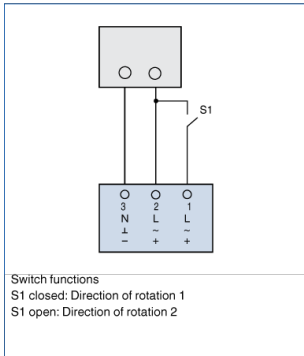 S1
3 2 1
N L L
⊥ ~ ~
− + +
Switch functions
S1 closed: Direction of rotation 1
S1 open: Direction of rotation 2